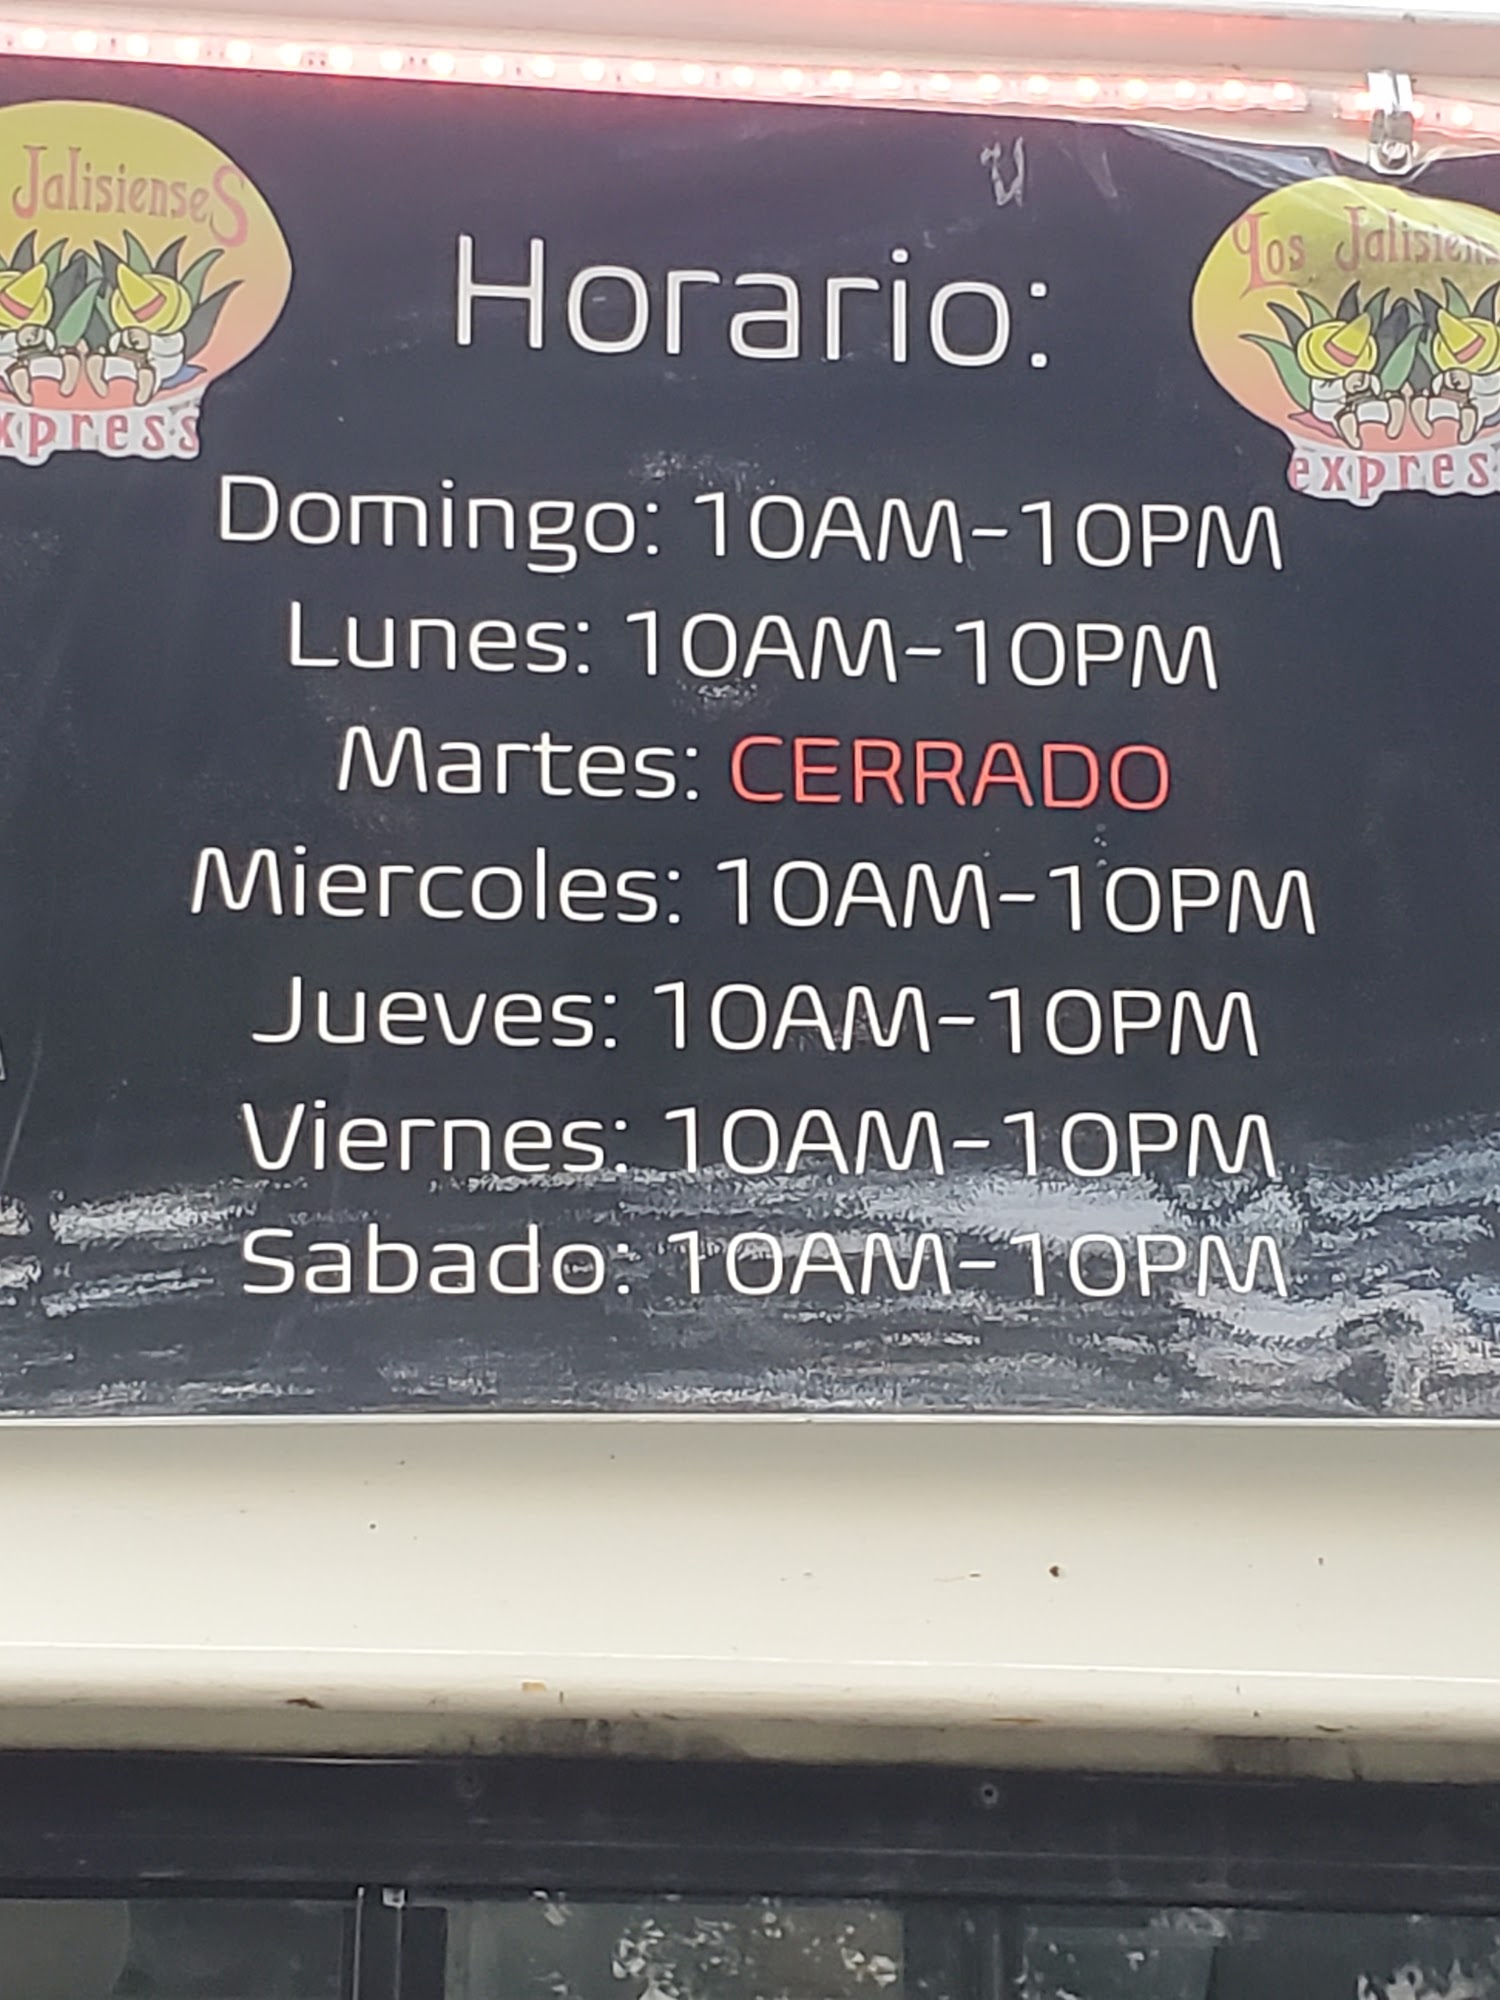 JalisienseS
xpress
Los Jalisiens
express
Horario:
Domingo: 10AM-10PM
Lunes: 10AM-10PM
Martes: CERRADO
Miercoles: 10AM-10PM
Jueves: 10AM-10PM
Viernes: 10AM-10PM
Sabado: 10AM-10PM